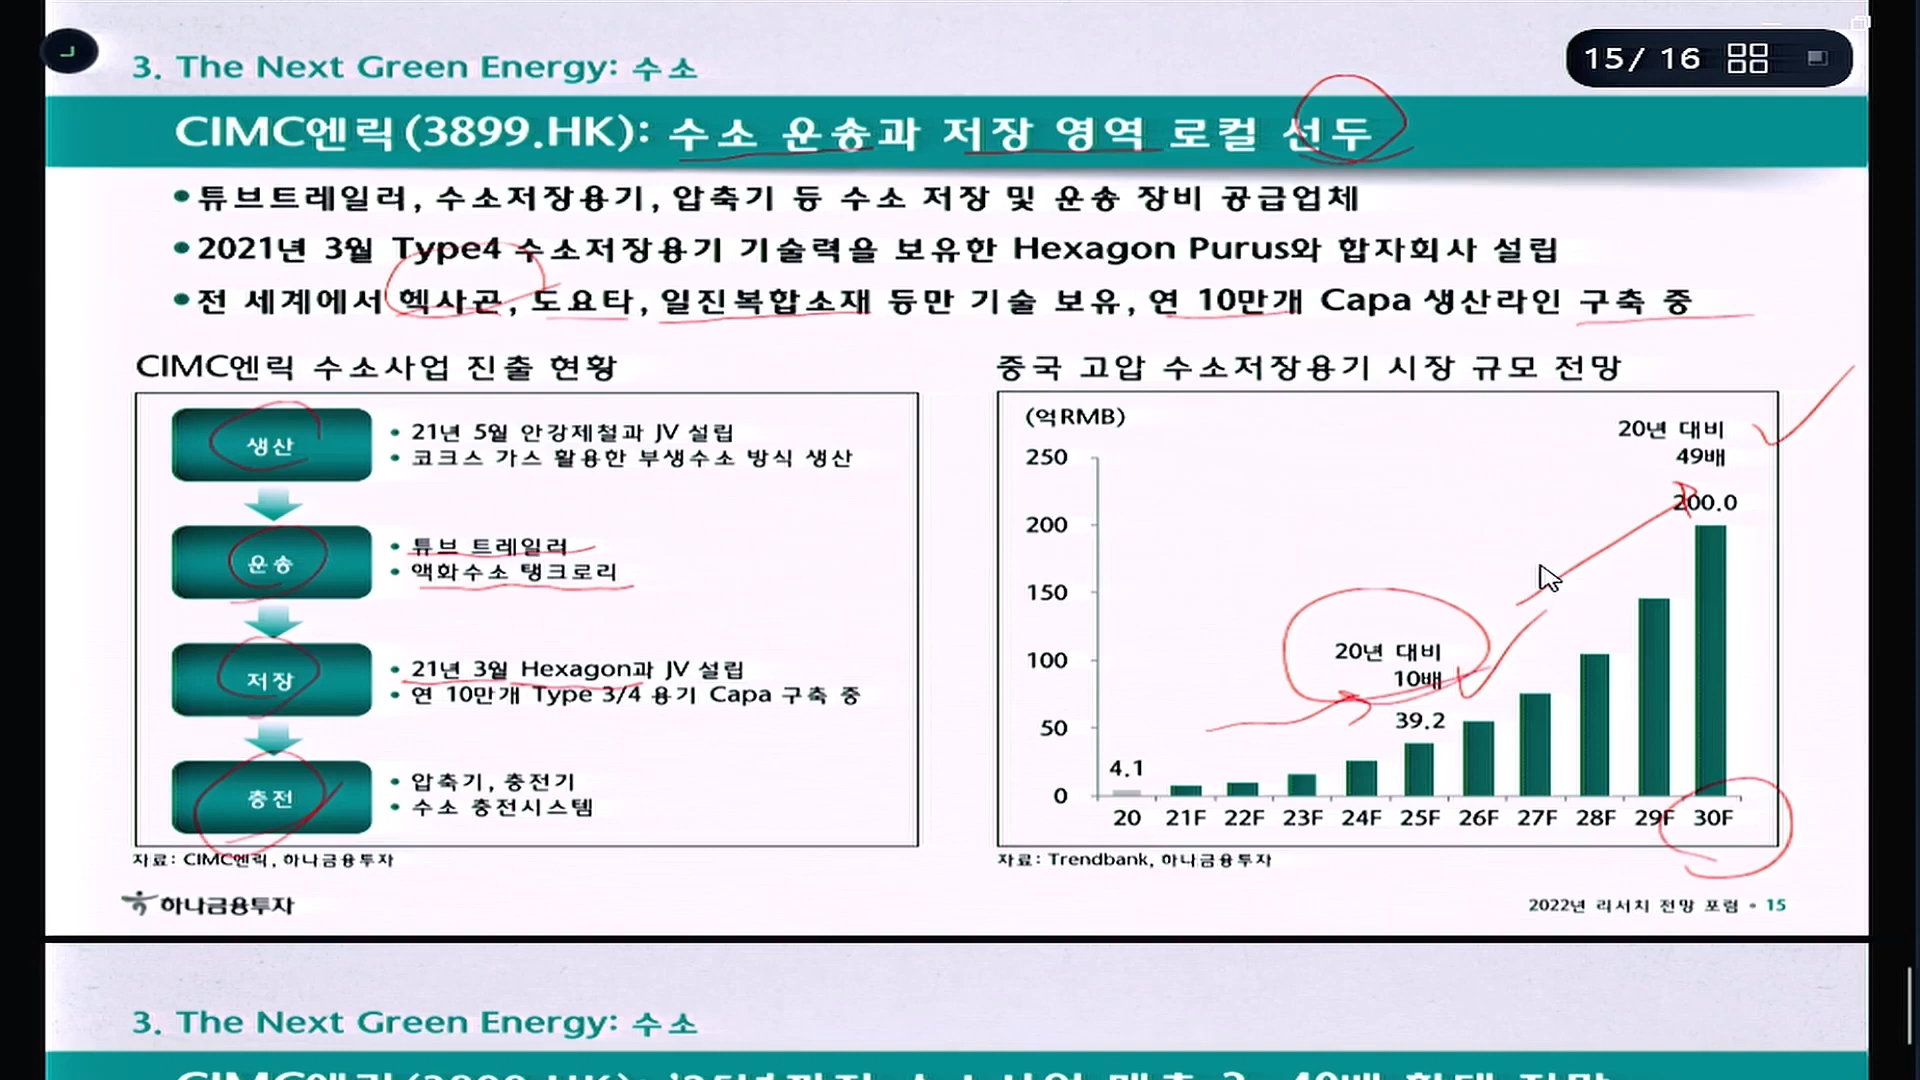 15/ 16
3. The Next Green Energy: 수소
CIMC엔릭(3899.HK): 수소 운송과 저장 영역 로컬 선두
• 튜브트레일러, 수소저장용기, 압축기 등 수소 저장 및 운송 장비 공급업체
• 2021년 3월 Type4 수소저장용기 기술력을 보유한 Hexagon Purus와 합자회사 설립
• 전 세계에서 헥사곤, 도요타, 일진복합소재 등만 기술 보유, 연 10만개 Capa 생산라인 구축 중
CIMC엔릭 수소사업 진출 현황
생산
• 21년 5월 안강제철과 JV 설립
• 코크스 가스 활용한 부생수소 방식 생산
운송
• 튜브 트레일러
• 액화수소 탱크로리
저장
• 21년 3월 Hexagon과 JV 설립
• 연 10만개 Type 3/4 용기 Capa 구축 중
충전
• 압축기, 충전기
• 수소 충전시스템
자료: CIMC엔릭, 하나금융투자
중국 고압 수소저장용기 시장 규모 전망
(억RMB)
20년 대비
49배
250
200.0
200
150
20년 대비
10배
100
39.2
50
4.1
0
20 21F 22F 23F 24F 25F 26F 27F 28F 29F 30F
자료: Trendbank, 하나금융투자
하나금융투자
2022년 리서치 전망 포럼 • 15
3. The Next Green Energy: 수소